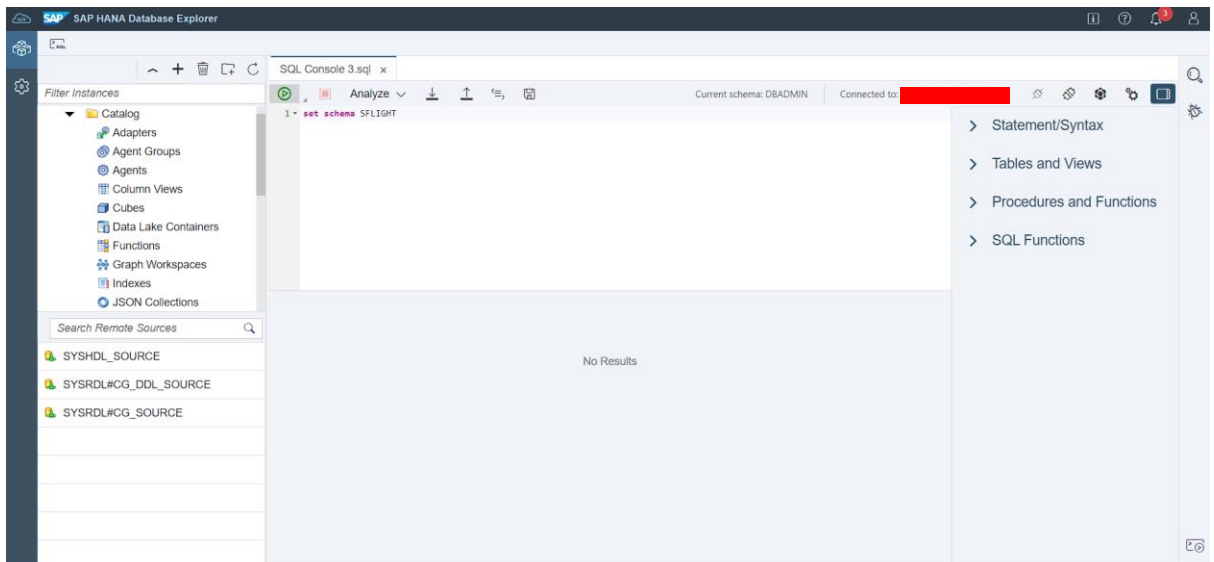 SAP SAP HANA Database Explorer
3
SQL
SQL Console 3.sql x
Filter Instances
Analyze
Current schema: DBADMIN
Connected to:
Catalog
Adapters
Agent Groups
Agents
Column Views
Cubes
Data Lake Containers
Functions
Graph Workspaces
Indexes
JSON Collections
1 set schema SFLIGHT
Statement/Syntax
Tables and Views
Procedures and Functions
SQL Functions
Search Remote Sources
SYSHDL_SOURCE
SYSRDL#CG_DDL_SOURCE
SYSRDL#CG_SOURCE
No Results